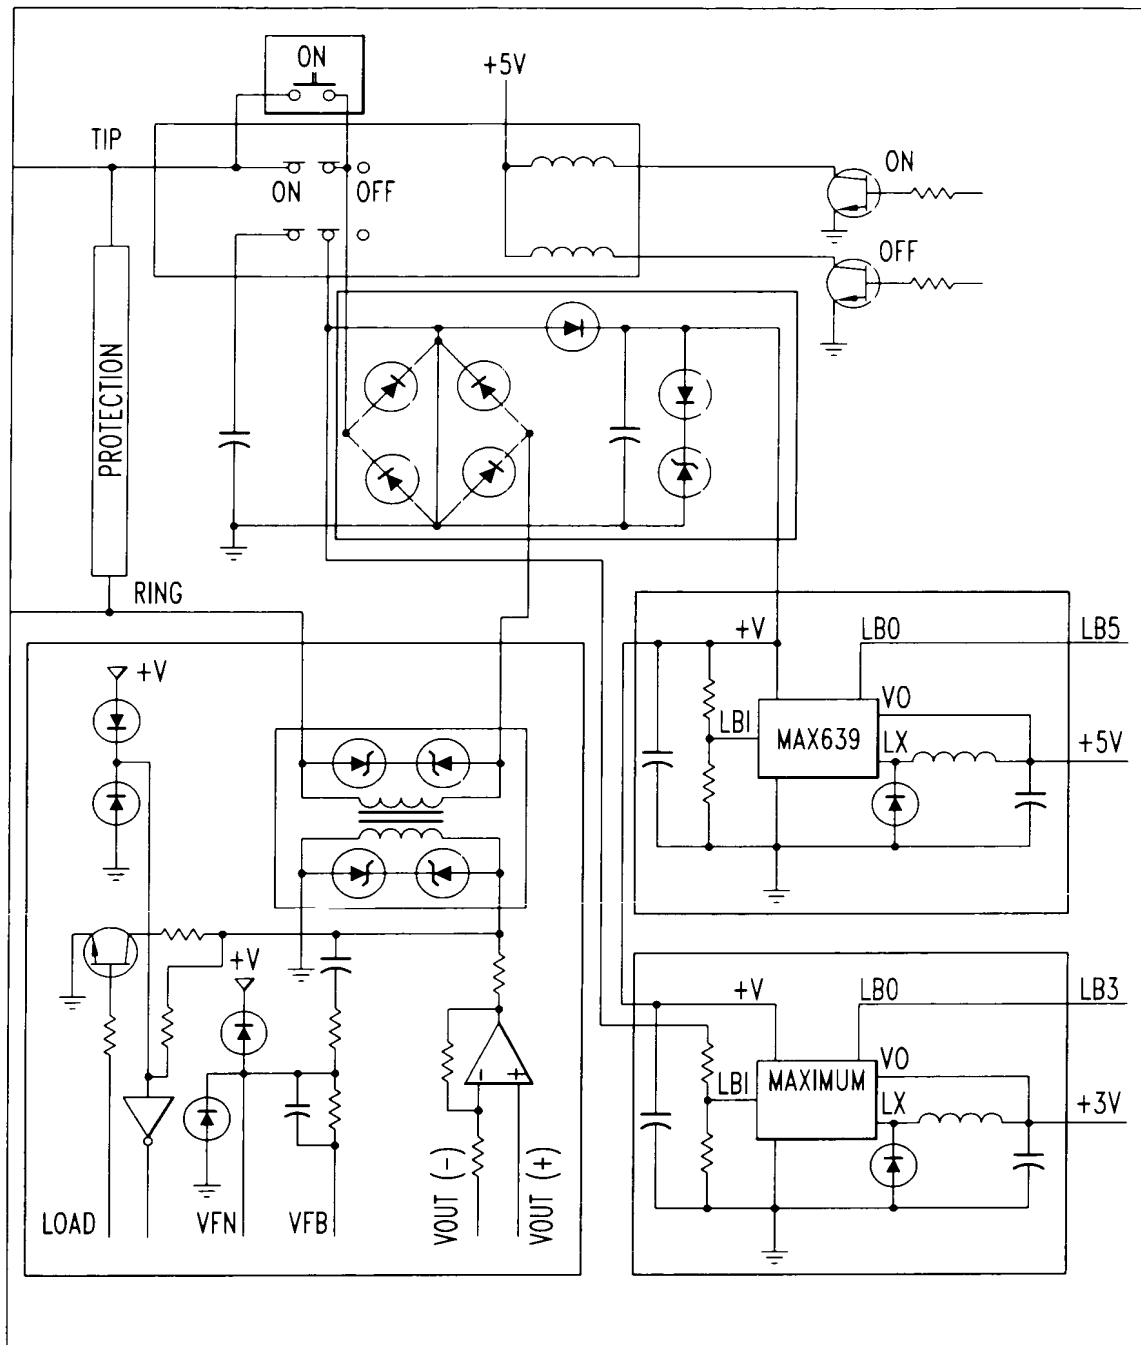 ON
+5V
TIP
ON
ON
OFF
OFF
PROTECTION
RING
+V
LBO
LB5
+V
VO
LBI
MAX639
LX
+5V
+V
+V
LBO
LB3
VO
LBI
MAXIMUM
LX
+3V
- +
LOAD
VFN
VFB
VOUT (-)
VOUT (+)